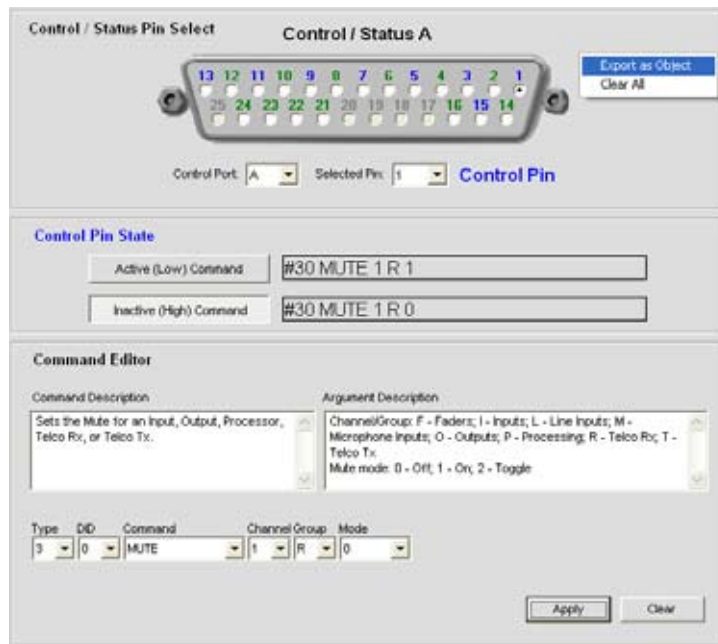 Control / Status Pin Select
Control / Status A
Export as Object
Clear All
13 12 11 10 9 8 7 6 5 4 3 2 1
25 24 23 22 21 20 19 18 17 16 15 14
Control Port: A Selected Pin: 1 Control Pin
Control Pin State
Active (Low) Command #30 MUTE 1 R 1
Inactive (High) Command #30 MUTE 1 R 0
Command Editor
Command Description
Sets the Mute for an Input, Output, Processor,
Telco Rx, or Telco Tx.
Argument Description
Channel/Group: F - Faders; I - Inputs; L - Line Inputs; M -
Microphone Inputs; O - Outputs; P - Processing; R - Telco Rx; T -
Telco Tx
Mute mode: 0 - Off; 1 - On; 2 - Toggle
Type DID Command Channel Group Mode
3 0 MUTE 1 R 0
Apply Clear